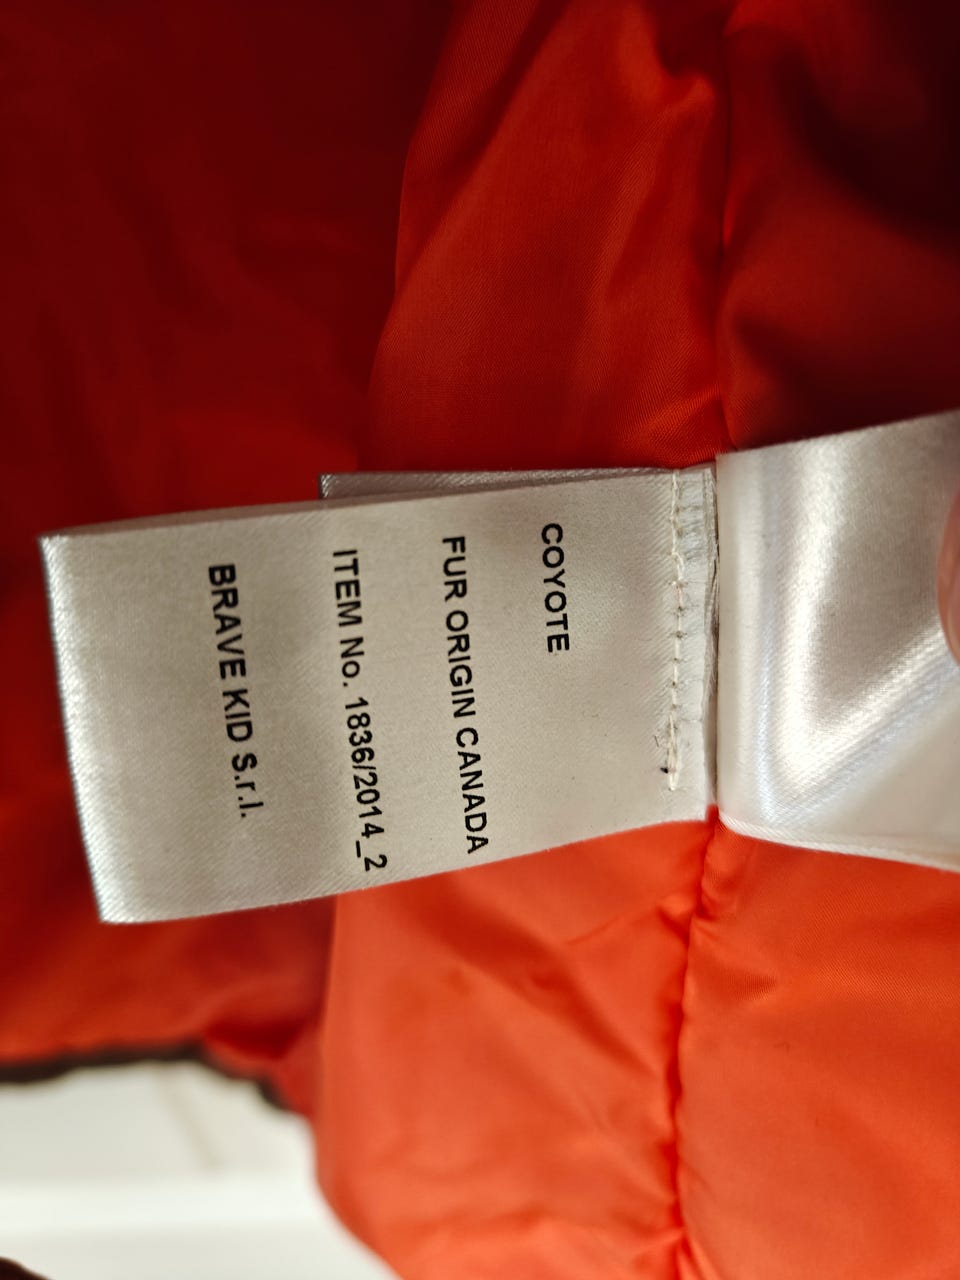 COYOTE
FUR ORIGIN CANADA
ITEM No. 1836/2014_2
BRAVE KID S.r.l.